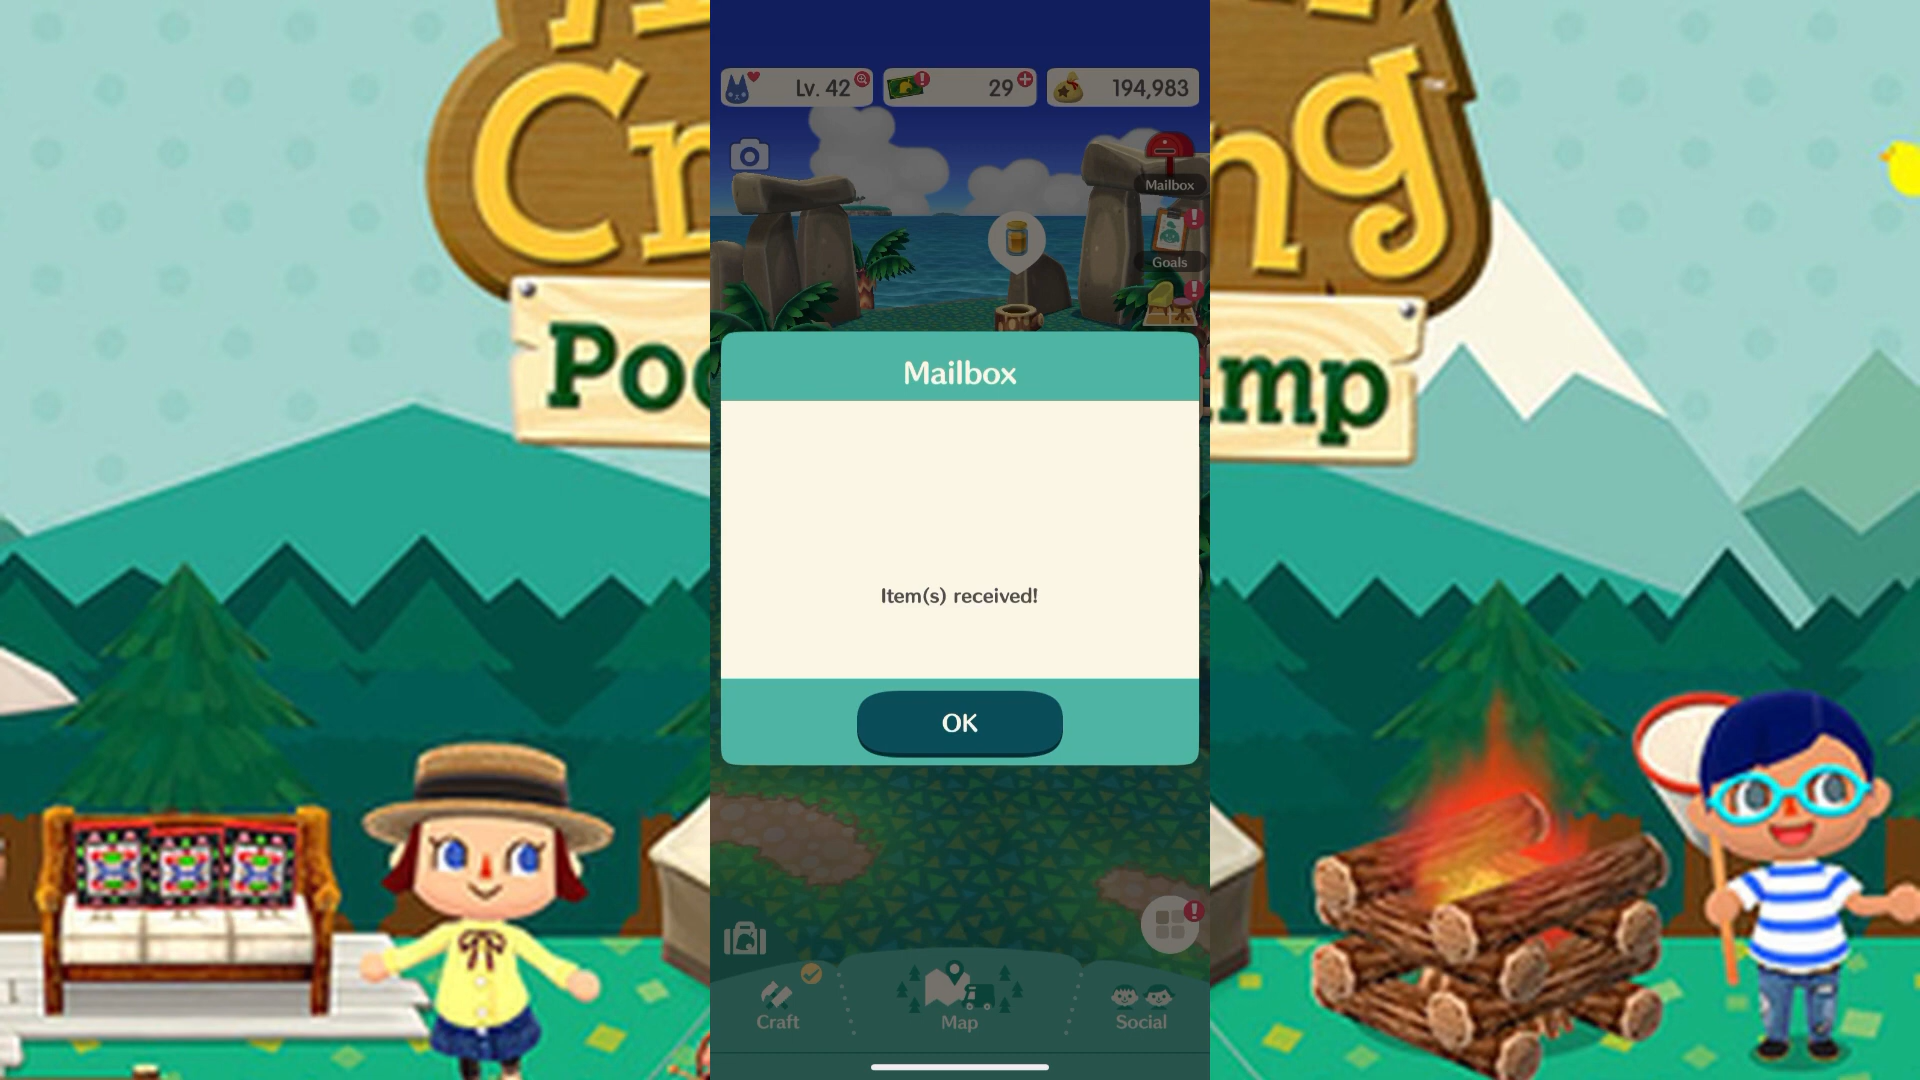 Lv. 42
29
194,983
Mailbox
Goals
Mailbox
Item(s) received!
OK
Craft
Map
Social